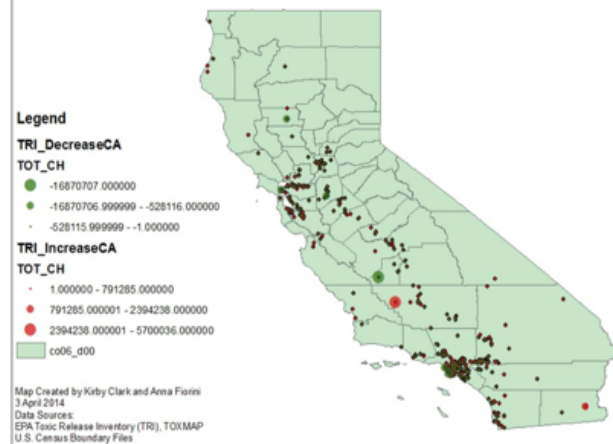 Legend
TRI_DecreaseCA
TOT_CH
-16870707.000000
-16870706.999999 - -528116.000000
-528115.999999 - -1.000000
TRI_IncreaseCA
TOT_CH
1.000000 - 791285.000000
791285.000001 - 2394238.000000
2394238.000001 - 5700036.000000
co06_d00
Map Created by Kirby Clark and Anna Fiorini
3 April 2014
Data Sources:
EPA Toxic Release Inventory (TRI), TOXMAP
U.S. Census Boundary Files